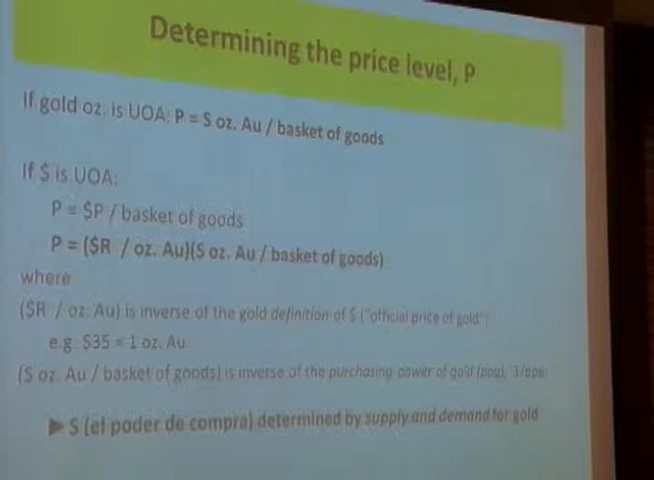 Determining the price level, P
If gold oz. is UOA: P = S oz. Au / basket of goods
If $ is UOA:
P = $P / basket of goods
P = ($R / oz. Au)(S oz. Au / basket of goods)
where
($R / oz. Au) is inverse of the gold definition of $ ("official price of gold")
e.g. $35 = 1 oz. Au
(S oz. Au / basket of goods) is inverse of the purchasing power of gold (ppg), 1/ppg
► S (el poder de compra) determined by supply and demand for gold